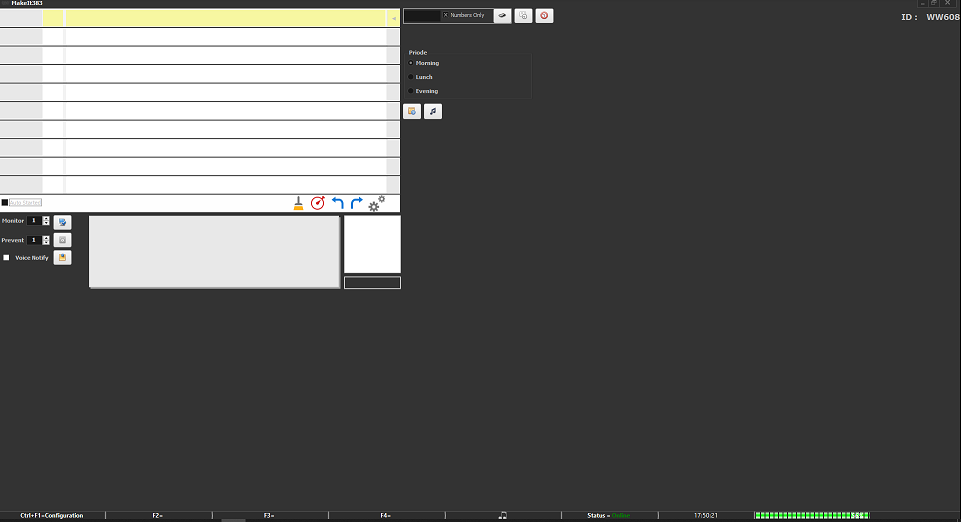 MakeIt383
Numbers Only
ID : WW608
Priode
Morning
Lunch
Evening
Auto Started
Monitor 1
Prevent 1
Voice Notify
Ctrl+F1=Configuration F2= F3= F4= Status = Online 17:50:21